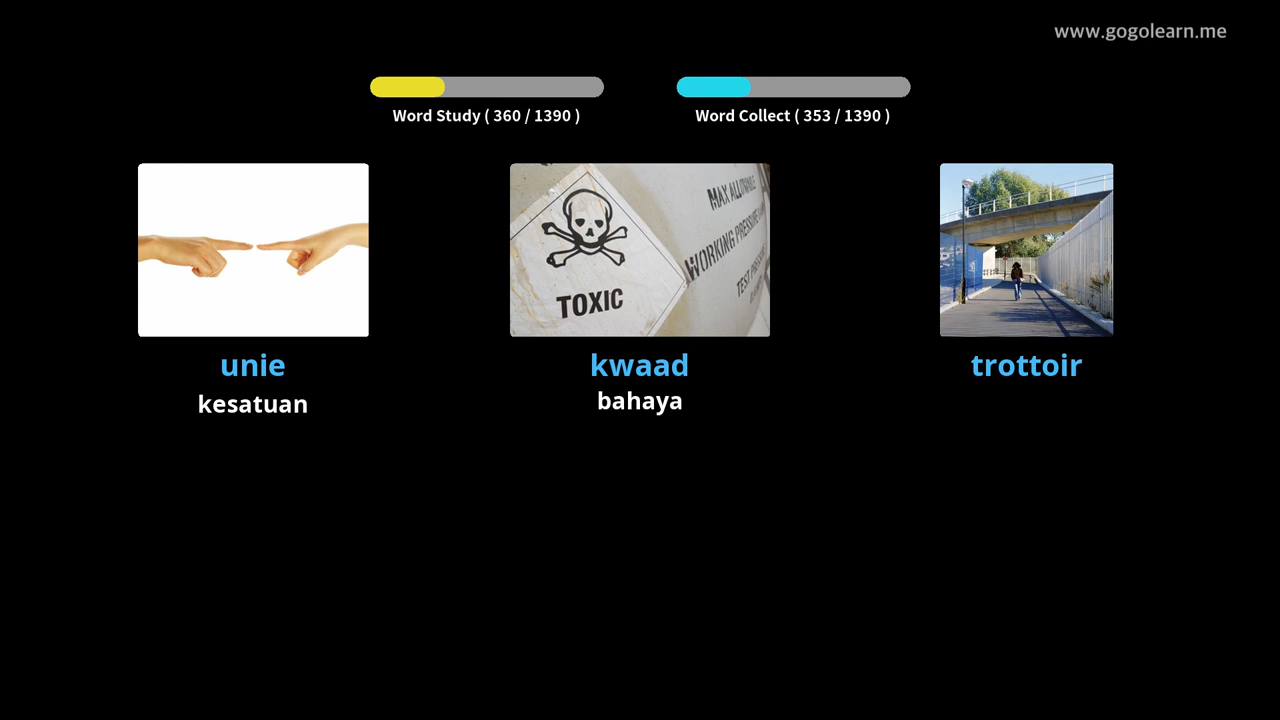 www.gogolearn.me
Word Study ( 360 / 1390 )
Word Collect ( 353 / 1390 )
TOXIC
MAX ALLOWABLE
WORKING PRESSURE
TEST
unie
kwaad
trottoir
kesatuan
bahaya